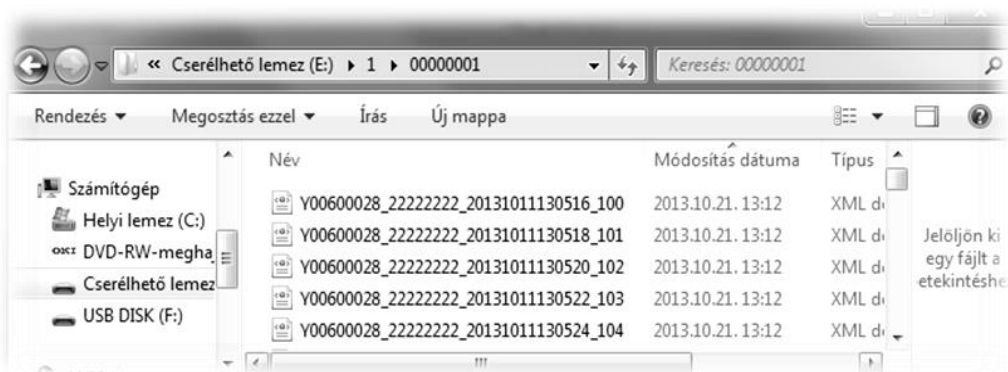 « Cserélhető lemez (E:) ▸ 1 ▸ 00000001
Keresés: 00000001
Rendezés ▾ Megosztás ezzel ▾ Írás Új mappa
Név Módosítás dátuma Típus
Y00600028_22222222_20131011130516_100 2013.10.21. 13:12 XML d
Y00600028_22222222_20131011130518_101 2013.10.21. 13:12 XML d
Y00600028_22222222_20131011130520_102 2013.10.21. 13:12 XML d
Y00600028_22222222_20131011130522_103 2013.10.21. 13:12 XML d
Y00600028_22222222_20131011130524_104 2013.10.21. 13:12 XML d
Számítógép
Helyi lemez (C:)
DVD-RW-megha
Cserélhető lemez
USB DISK (F:)
Jelöljön ki
egy fájlt a
etekintéshe